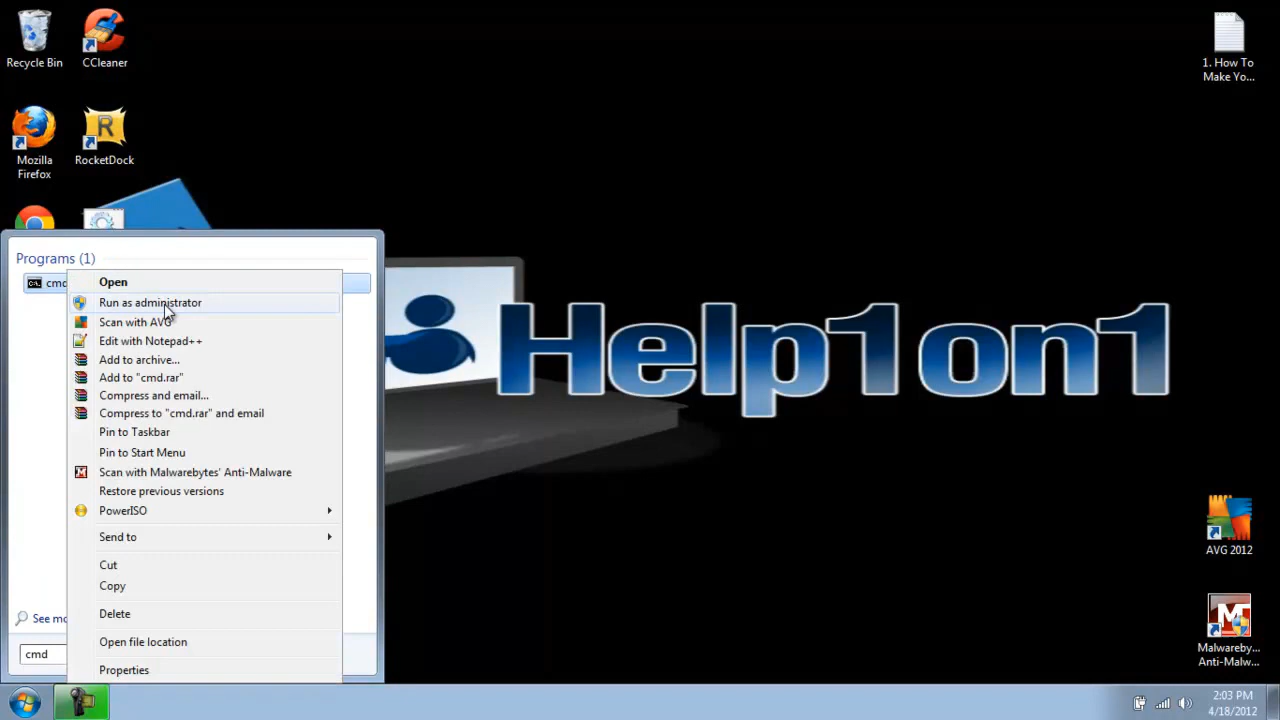 Recycle Bin
CCleaner
1. How To
Make Yo...
Mozilla
Firefox
R
RocketDock
Programs (1)
cmd
Open
Run as administrator
Scan with AVG
Edit with Notepad++
Add to archive...
Add to "cmd.rar"
Compress and email...
Compress to "cmd.rar" and email
Pin to Taskbar
Pin to Start Menu
Scan with Malwarebytes' Anti-Malware
Restore previous versions
PowerISO
Send to
Cut
Copy
Delete
Open file location
Properties
See mo
cmd
Help1on1
AVG 2012
Malwareby...
Anti-Malw...
2:03 PM
4/18/2012